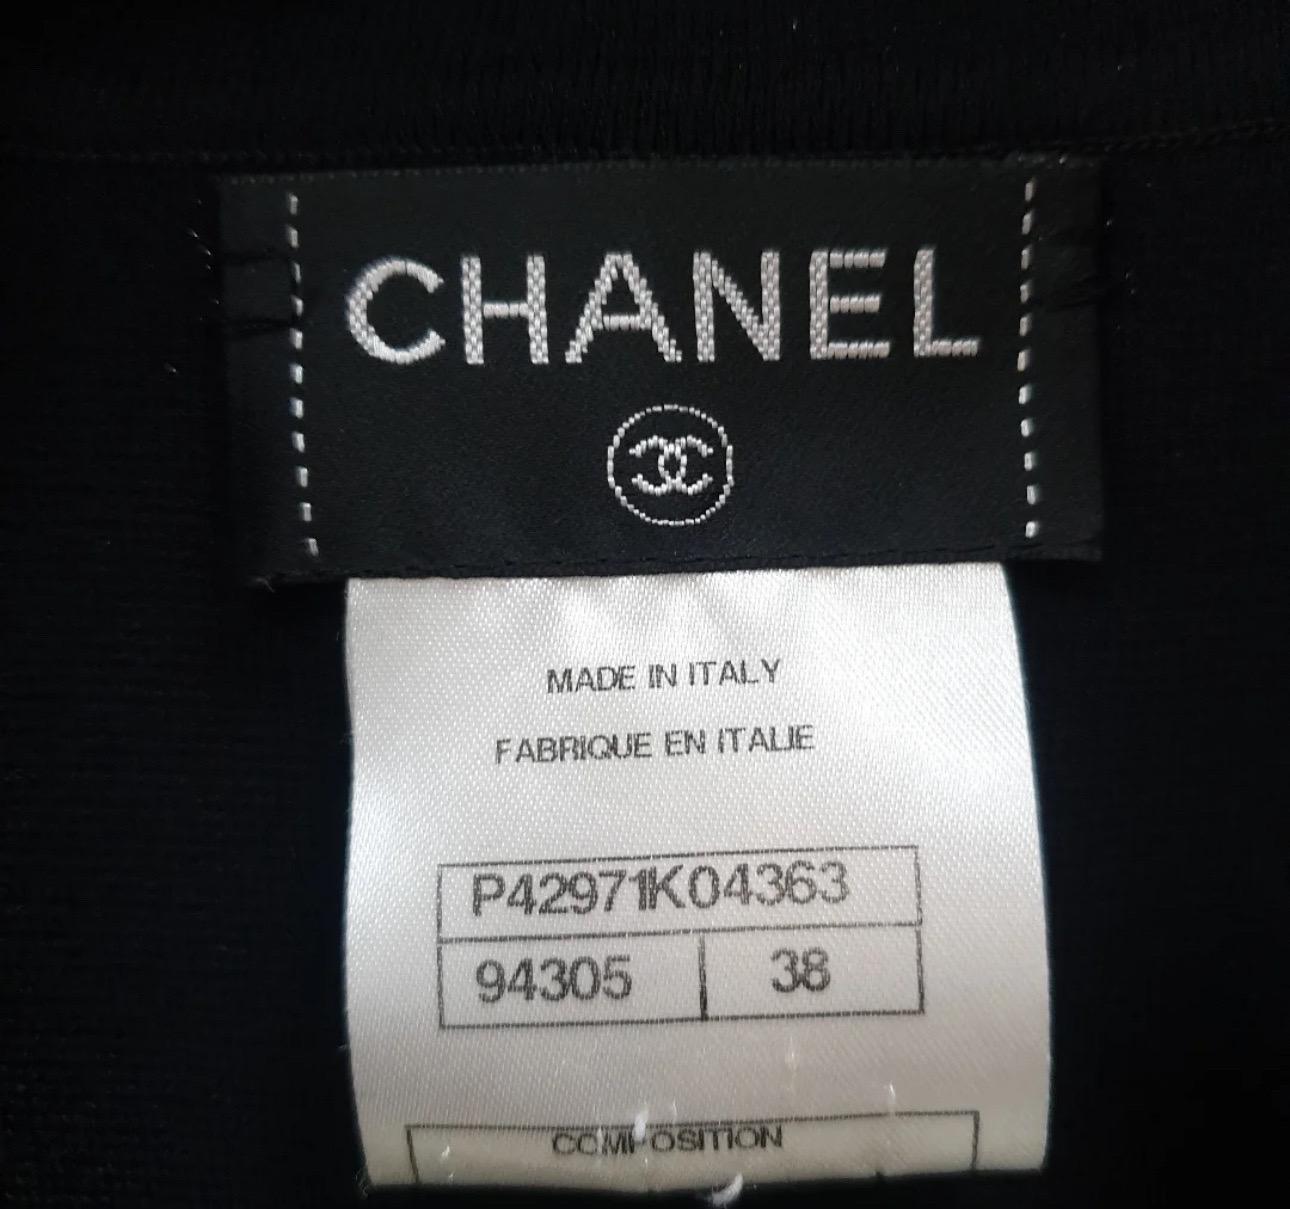 CHANEL
MADE IN ITALY
FABRIQUE EN ITALIE
P42971K04363
94305 38
COMPOSITION